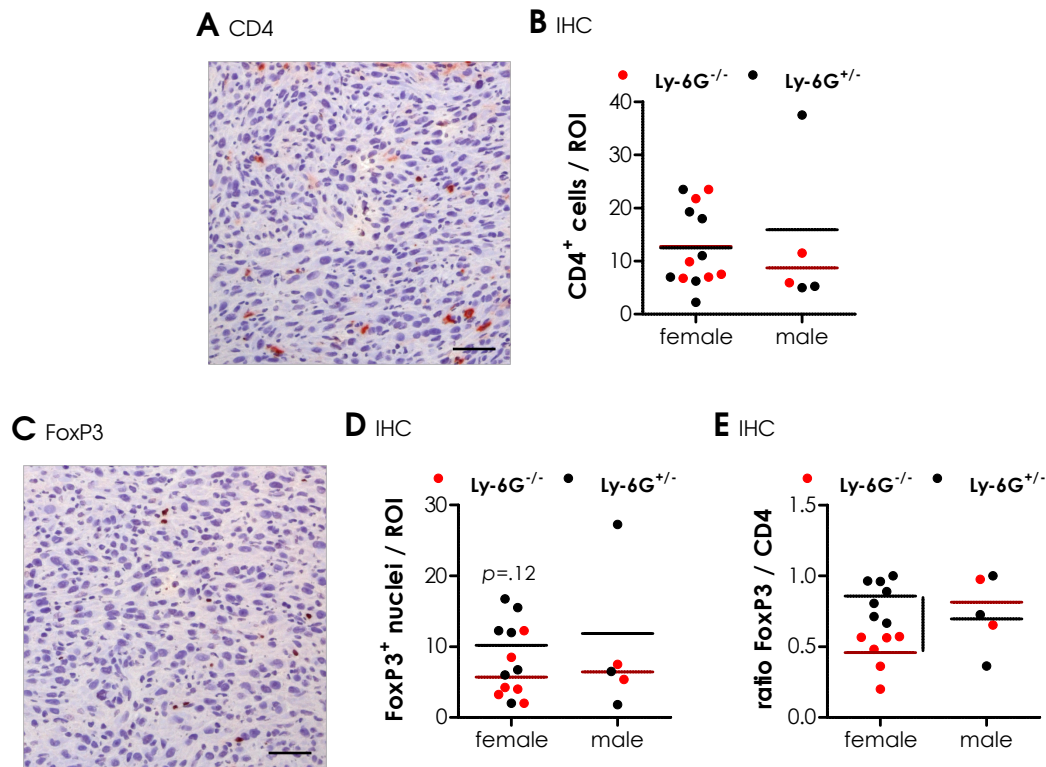 A CD4
B IHC
Ly-6G-/- Ly-6G+/-
CD4+ cells / ROI
40
30
20
10
0
female male
C FoxP3
D IHC
Ly-6G-/- Ly-6G+/-
FoxP3+ nuclei / ROI
30
20
10
0
p=.12
female male
E IHC
Ly-6G-/- Ly-6G+/-
ratio FoxP3 / CD4
1.5
1.0
0.5
0.0
female male